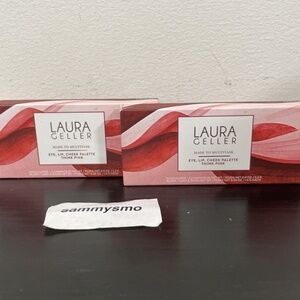 LAURA
GELLER
MADE TO MULTITASK
EYE, LIP, CHEEK PALETTE
THINK PINK
LAURA
GELLER
MADE TO MULTITASK
EYE, LIP, CHEEK PALETTE
THINK PINK
sammysmo